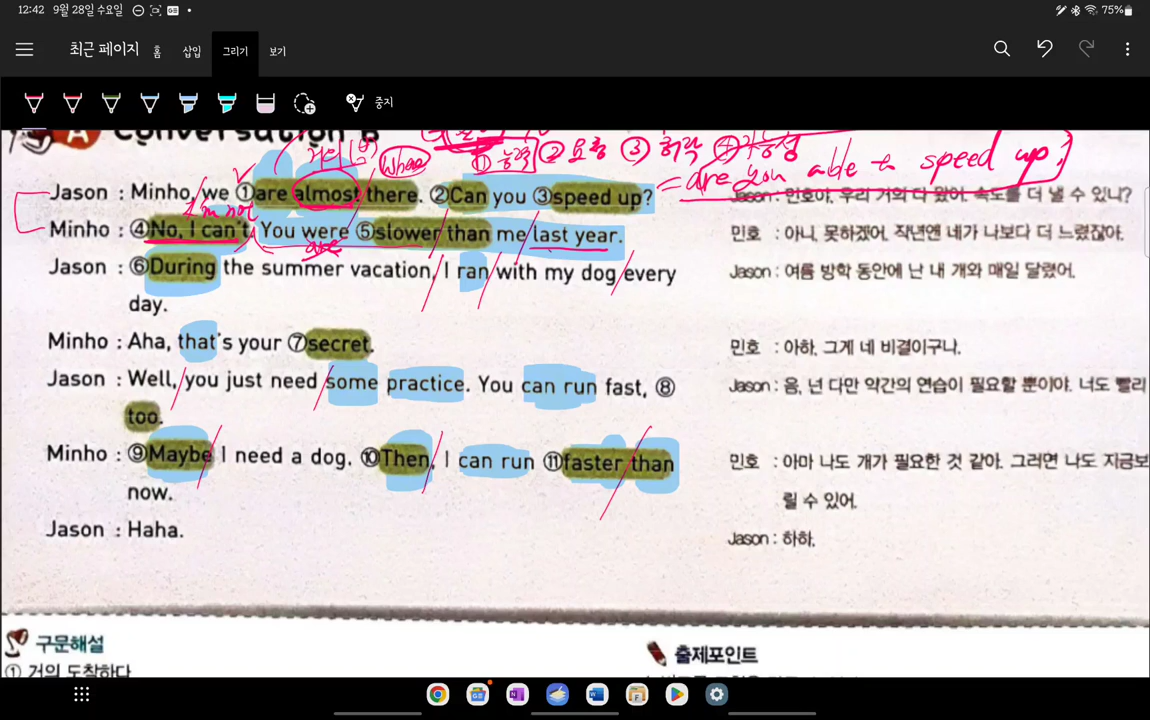 12:42 9월 28일 수요일
75%
최근 페이지 홈 삽입 그리기 보기
중지
Conversation B
거의 (븜) Where ① 능력 ② 요청 ③ 허락 ④ 가능성
= are you able to speed up?
Jason : Minho, we ①are almost there. ②Can you ③speed up?
Jason : 민호야, 우리 거의 다 왔어. 속도를 더 낼 수 있니?
I'm not
Minho : ④No, I can't. You were ⑤slower than me last year.
민호 : 아니, 못하겠어. 작년엔 네가 나보다 더 느렸잖아.
are
Jason : ⑥During the summer vacation, I ran with my dog every
Jason : 여름 방학 동안에 난 내 개와 매일 달렸어.
day.
Minho : Aha, that's your ⑦secret.
민호 : 아하, 그게 네 비결이구나.
Jason : Well, you just need some practice. You can run fast, ⑧
Jason : 음, 넌 다만 약간의 연습이 필요할 뿐이야. 너도 빨리
too.
Minho : ⑨Maybe I need a dog. ⑩Then, I can run ⑪faster than
민호 : 아마 나도 개가 필요한 것 같아. 그러면 나도 지금보
now.
릴 수 있어.
Jason : Haha.
Jason : 하하.
구문해설
출제포인트
① 거의 도착하다